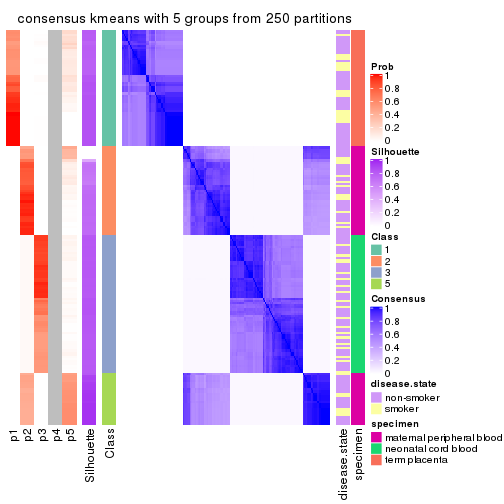 consensus kmeans with 5 groups from 250 partitions
Prob
1
0.8
0.6
0.4
0.2
0
Silhouette
1
0.8
0.6
0.4
0.2
0
Class
1
2
3
5
Consensus
1
0.8
0.6
0.4
0.2
0
disease.state
non-smoker
smoker
specimen
maternal peripheral blood
neonatal cord blood
term placenta
p1
p2
p3
p4
p5
Silhouette
Class
disease.state
specimen